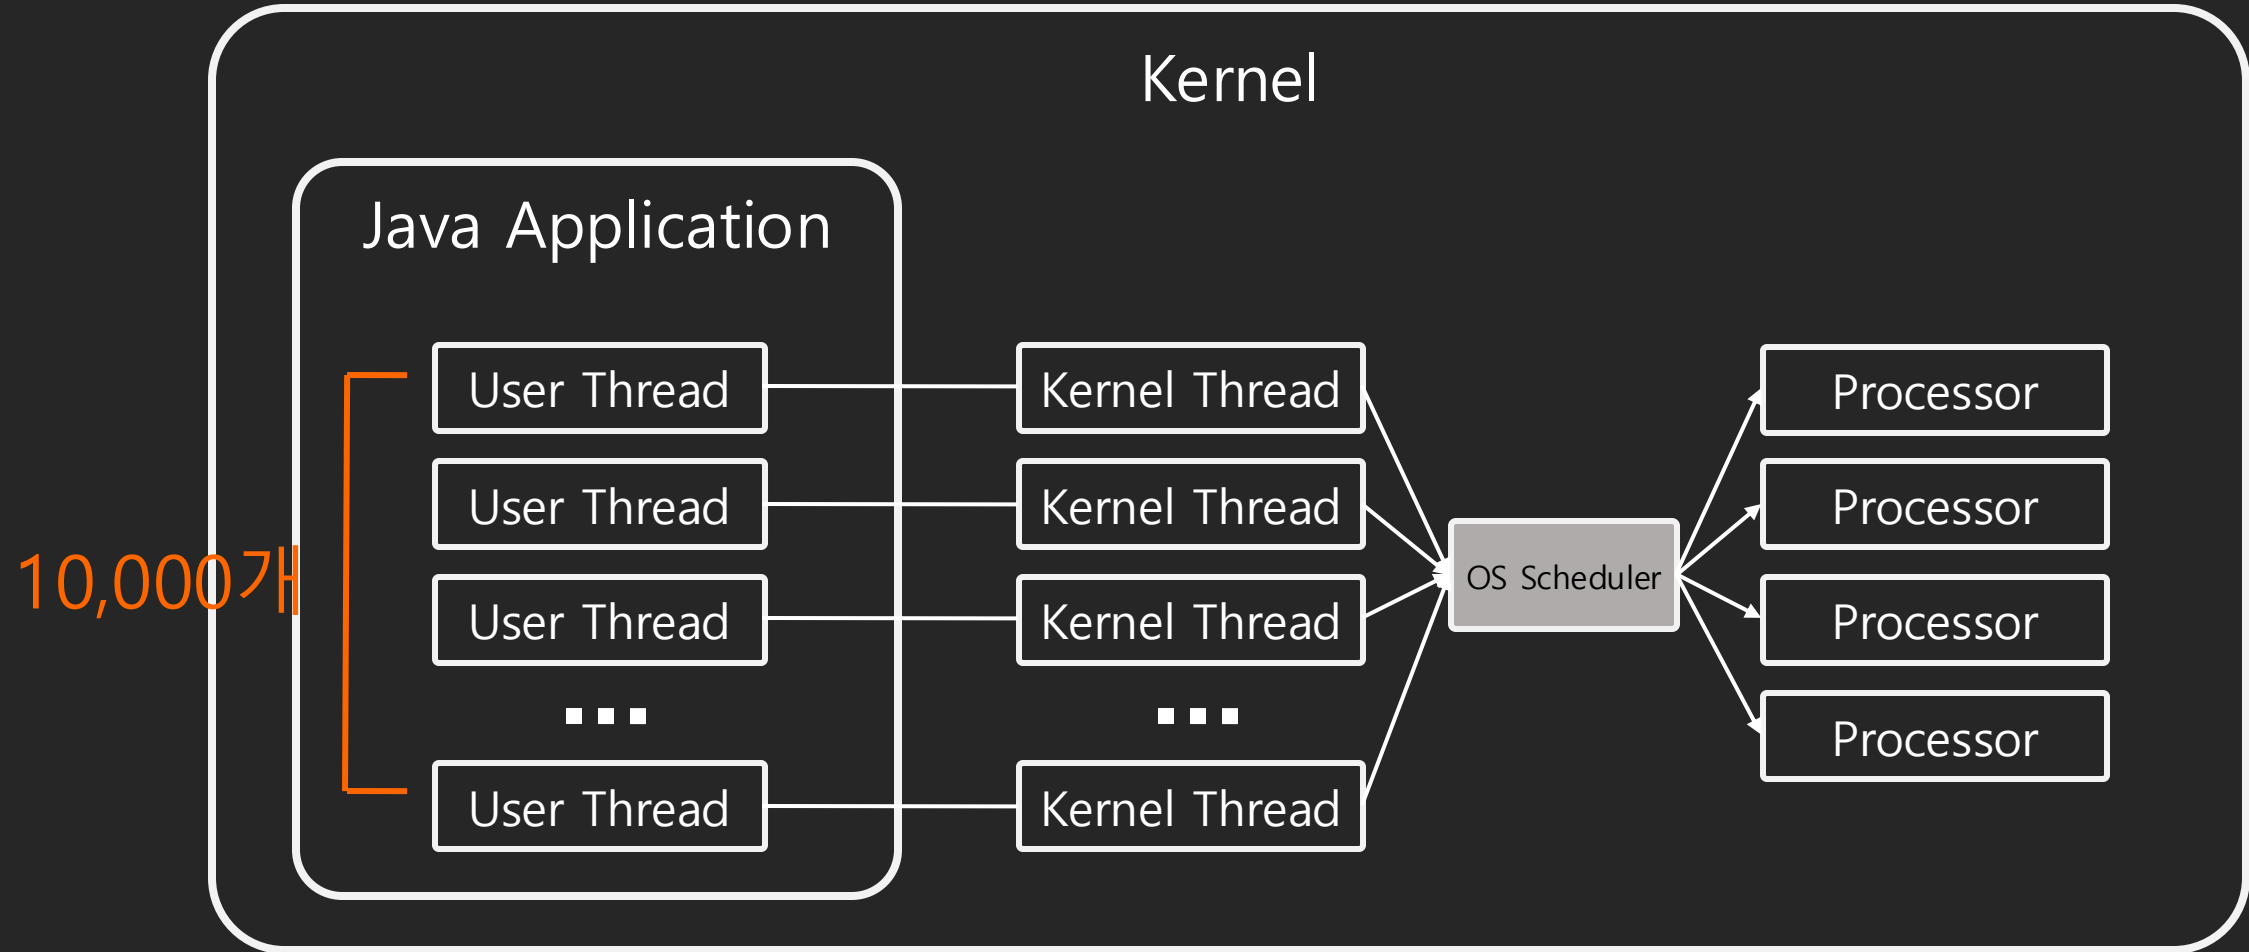 Kernel
Java Application
User Thread
Kernel Thread
Processor
User Thread
Kernel Thread
Processor
10,000개
OS Scheduler
User Thread
Kernel Thread
Processor
...
...
Processor
User Thread
Kernel Thread